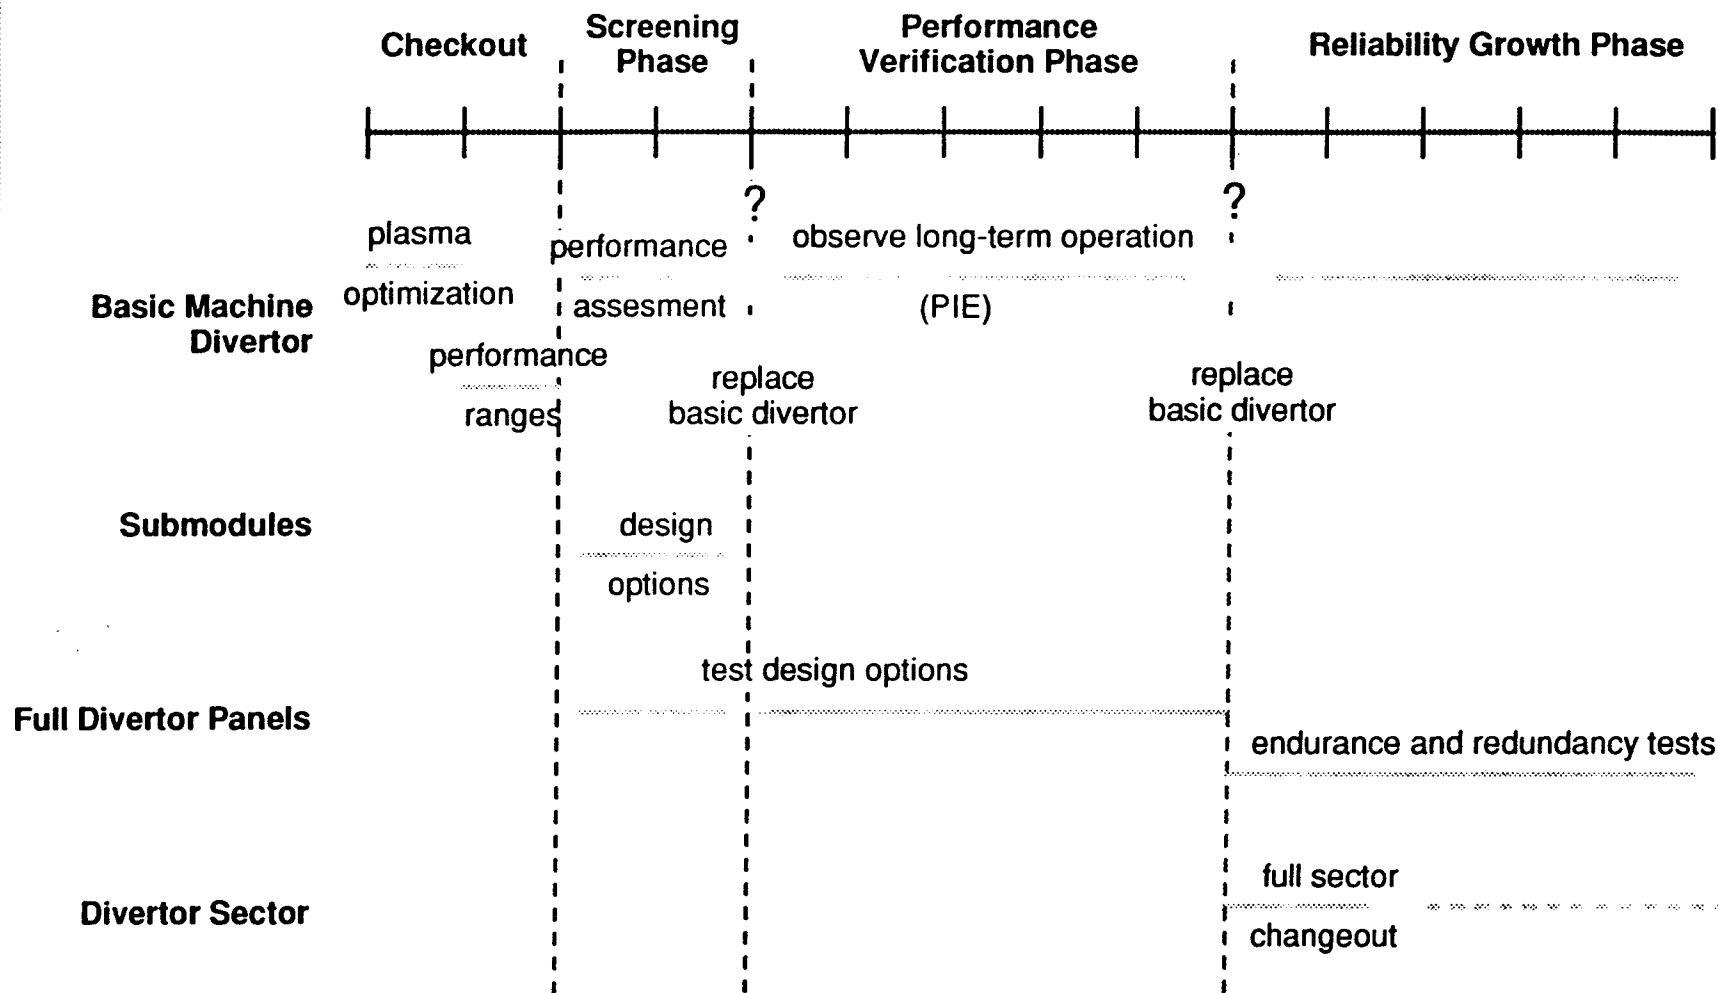 Checkout
Screening
Phase
Performance
Verification Phase
Reliability Growth Phase
?
?
Basic Machine
Divertor
plasma
optimization
performance
ranges
performance
assesment
observe long-term operation
(PIE)
replace
basic divertor
replace
basic divertor
Submodules
design
options
Full Divertor Panels
test design options
endurance and redundancy tests
Divertor Sector
full sector
changeout